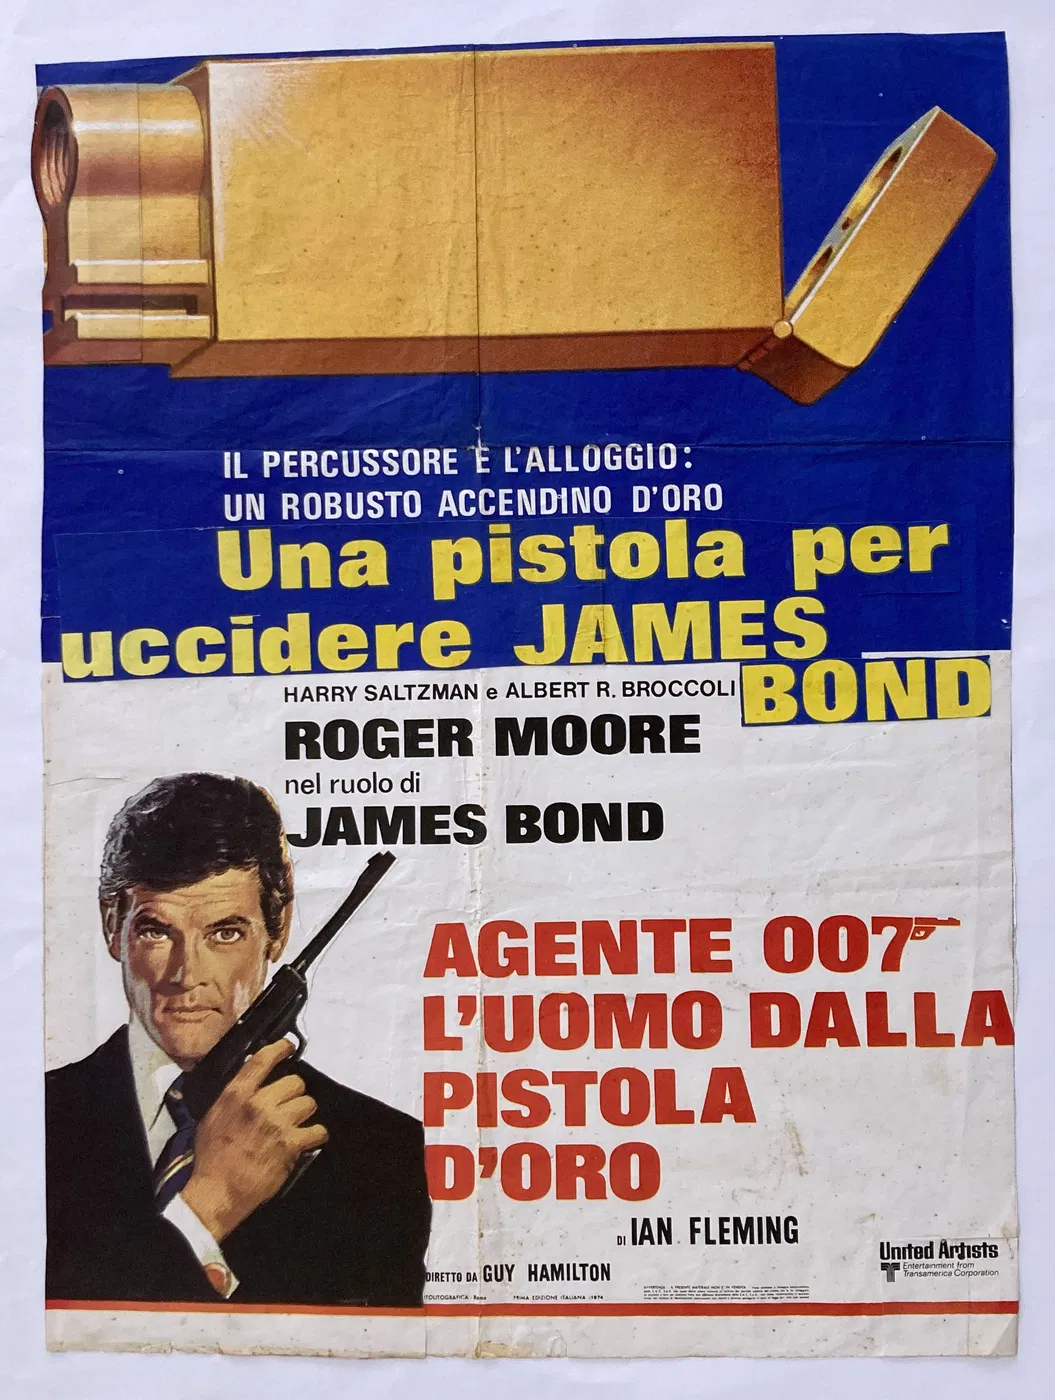 IL PERCUSSORE E L'ALLOGGIO:
UN ROBUSTO ACCENDINO D'ORO
Una pistola per
uccidere JAMES
BOND
HARRY SALTZMAN e ALBERT R. BROCCOLI
ROGER MOORE
nel ruolo di
JAMES BOND
AGENTE 007
L'UOMO DALLA
PISTOLA
D'ORO
DI IAN FLEMING
DIRETTO DA GUY HAMILTON
United Artists
Entertainment from
Transamerica Corporation
ITOLITOGRAFICA - Roma
PRIMA EDIZIONE ITALIANA 1974